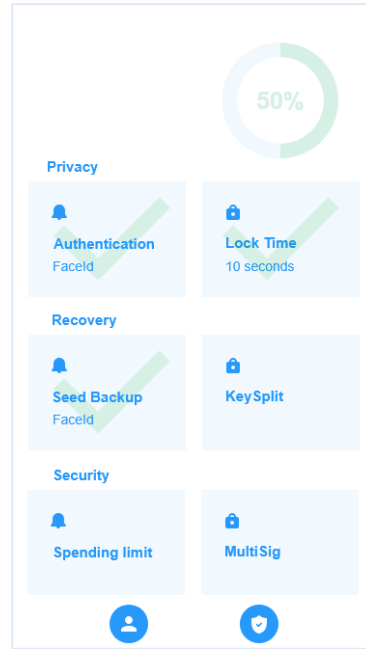 50%
Privacy
Authentication
FaceId
Lock Time
10 seconds
Recovery
Seed Backup
FaceId
KeySplit
Security
Spending limit
MultiSig